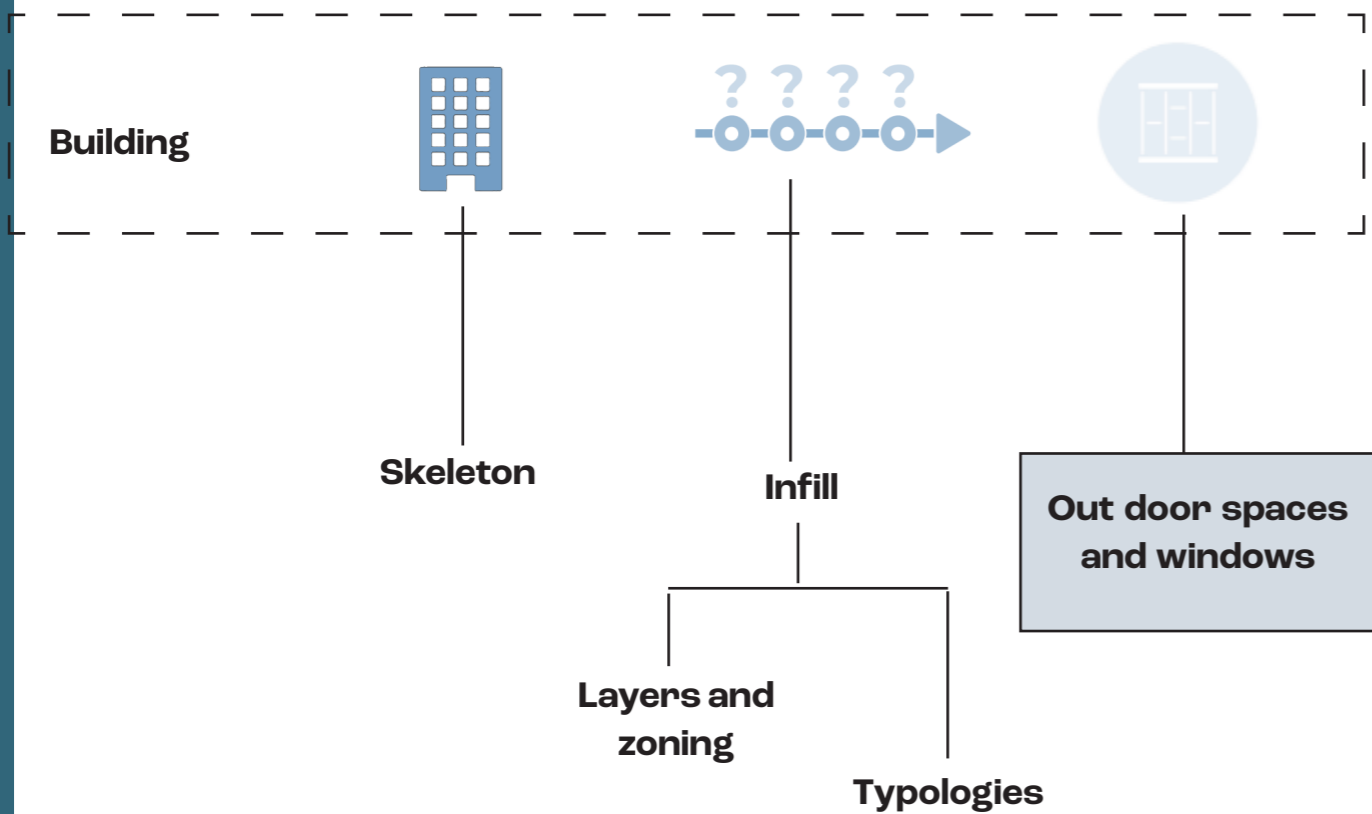 ? ? ? ?
Building
Skeleton
Infill
Out door spaces
and windows
Layers and
zoning
Typologies